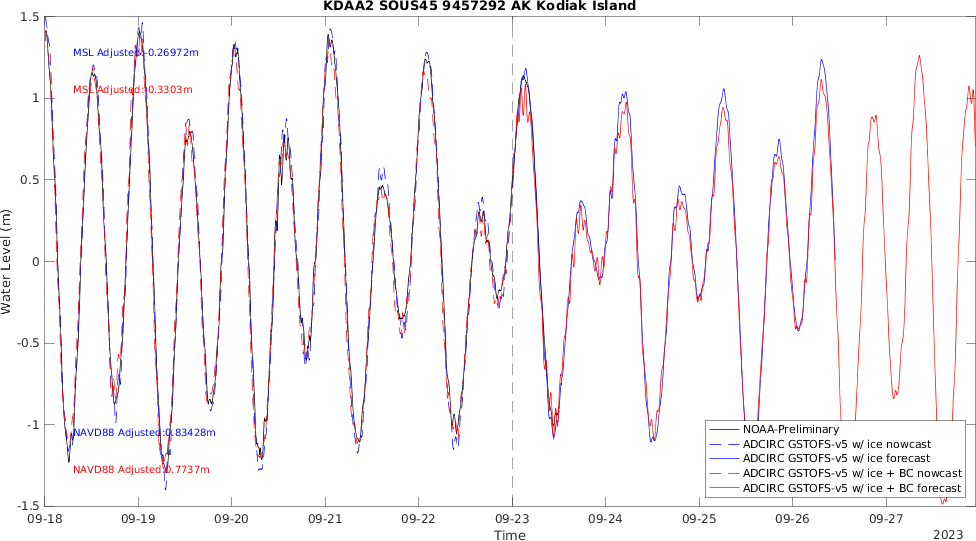 KDAA2 SOUS45 9457292 AK Kodiak Island
1.5
1
0.5
0
-0.5
-1
-1.5
Water Level (m)
MSL Adjusted:-0.26972m
MSL Adjusted:-0.3303m
NAVD88 Adjusted:0.83428m
NAVD88 Adjusted:0.7737m
NOAA-Preliminary
ADCIRC GSTOFS-v5 w/ ice nowcast
ADCIRC GSTOFS-v5 w/ ice forecast
ADCIRC GSTOFS-v5 w/ ice + BC nowcast
ADCIRC GSTOFS-v5 w/ ice + BC forecast
09-18 09-19 09-20 09-21 09-22 09-23 09-24 09-25 09-26 09-27
Time
2023